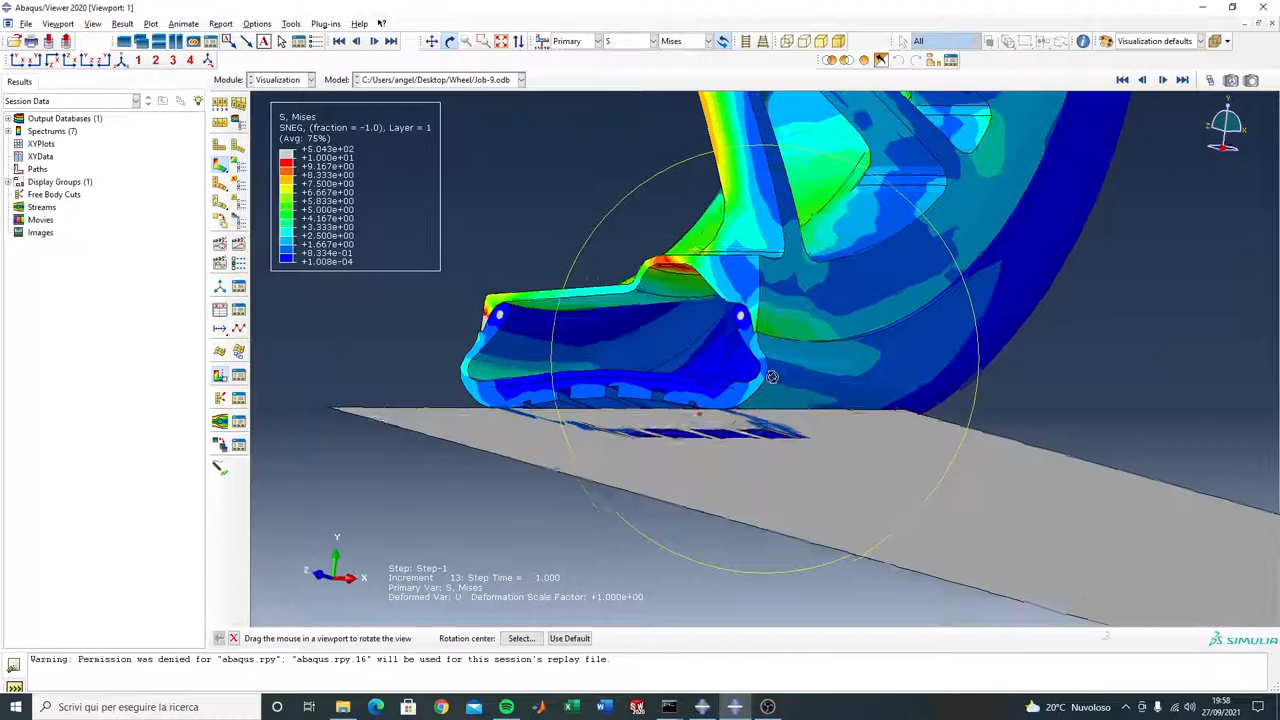 Abaqus/Viewer 2020 [Viewport: 1]
File Viewport View Result Plot Animate Report Options Tools Plug-ins Help
Primary S Mises All Visualization defaults
1 2 3 4
Results Module: Visualization Model: C:/Users/angel/Desktop/Wheel/Job-9.odb
Session Data
Output Databases (1)
Spectrums (7)
XYPlots
XYData
Paths
Display Groups (1)
Free Body Cuts
Streams
Movies
Images
S, Mises
SNEG, (fraction = -1.0), Layer = 1
(Avg: 75%)
+1.000e+01
+9.167e+00
+8.333e+00
+7.500e+00
+6.667e+00
+5.833e+00
+5.000e+00
+4.167e+00
+3.333e+00
+2.500e+00
+1.667e+00
+8.334e-01
+1.008e-04
Y
Z X
Step: Step-1
Increment 13: Step Time = 1.000
Primary Var: S, Mises
Deformed Var: U Deformation Scale Factor: +1.000e+00
Drag the mouse in a viewport to rotate the view Rotation center: Select... Use Default
SIMULIA
Warning: Permission was denied for "abaqus.rpy", "abaqus.rpy.16" will be used for this session's replay file.
Scrivi qui per eseguire la ricerca
20°C Nuvoloso
19:58
27/09/2021